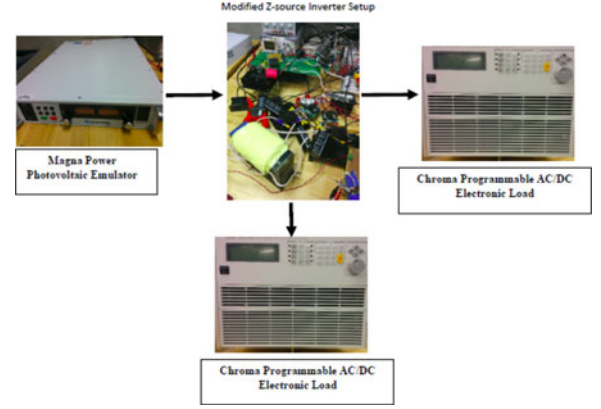 Modified Z-source Inverter Setup
Magna Power
Photovoltaic Emulator
Chroma Programmable AC/DC
Electronic Load
Chroma Programmable AC/DC
Electronic Load